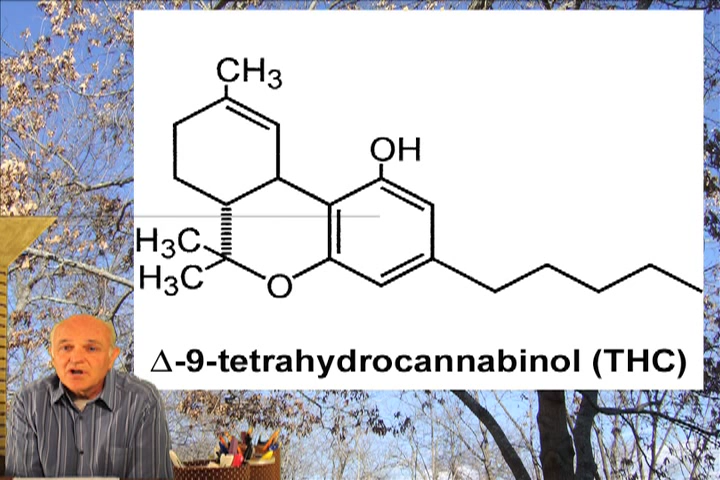 CH3
OH
H3C
H3C
O
Δ-9-tetrahydrocannabinol (THC)